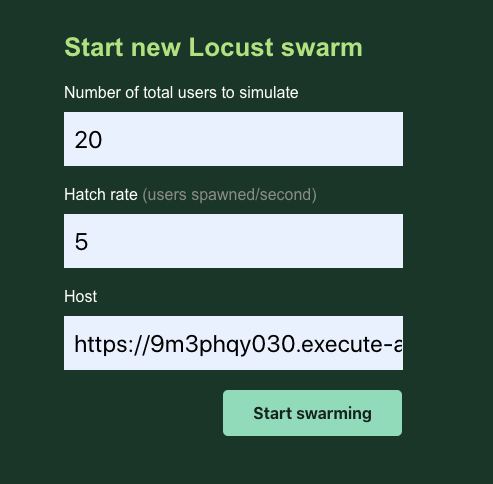 Start new Locust swarm
Number of total users to simulate
20
Hatch rate (users spawned/second)
5
Host
https://9m3phqy030.execute-a
Start swarming